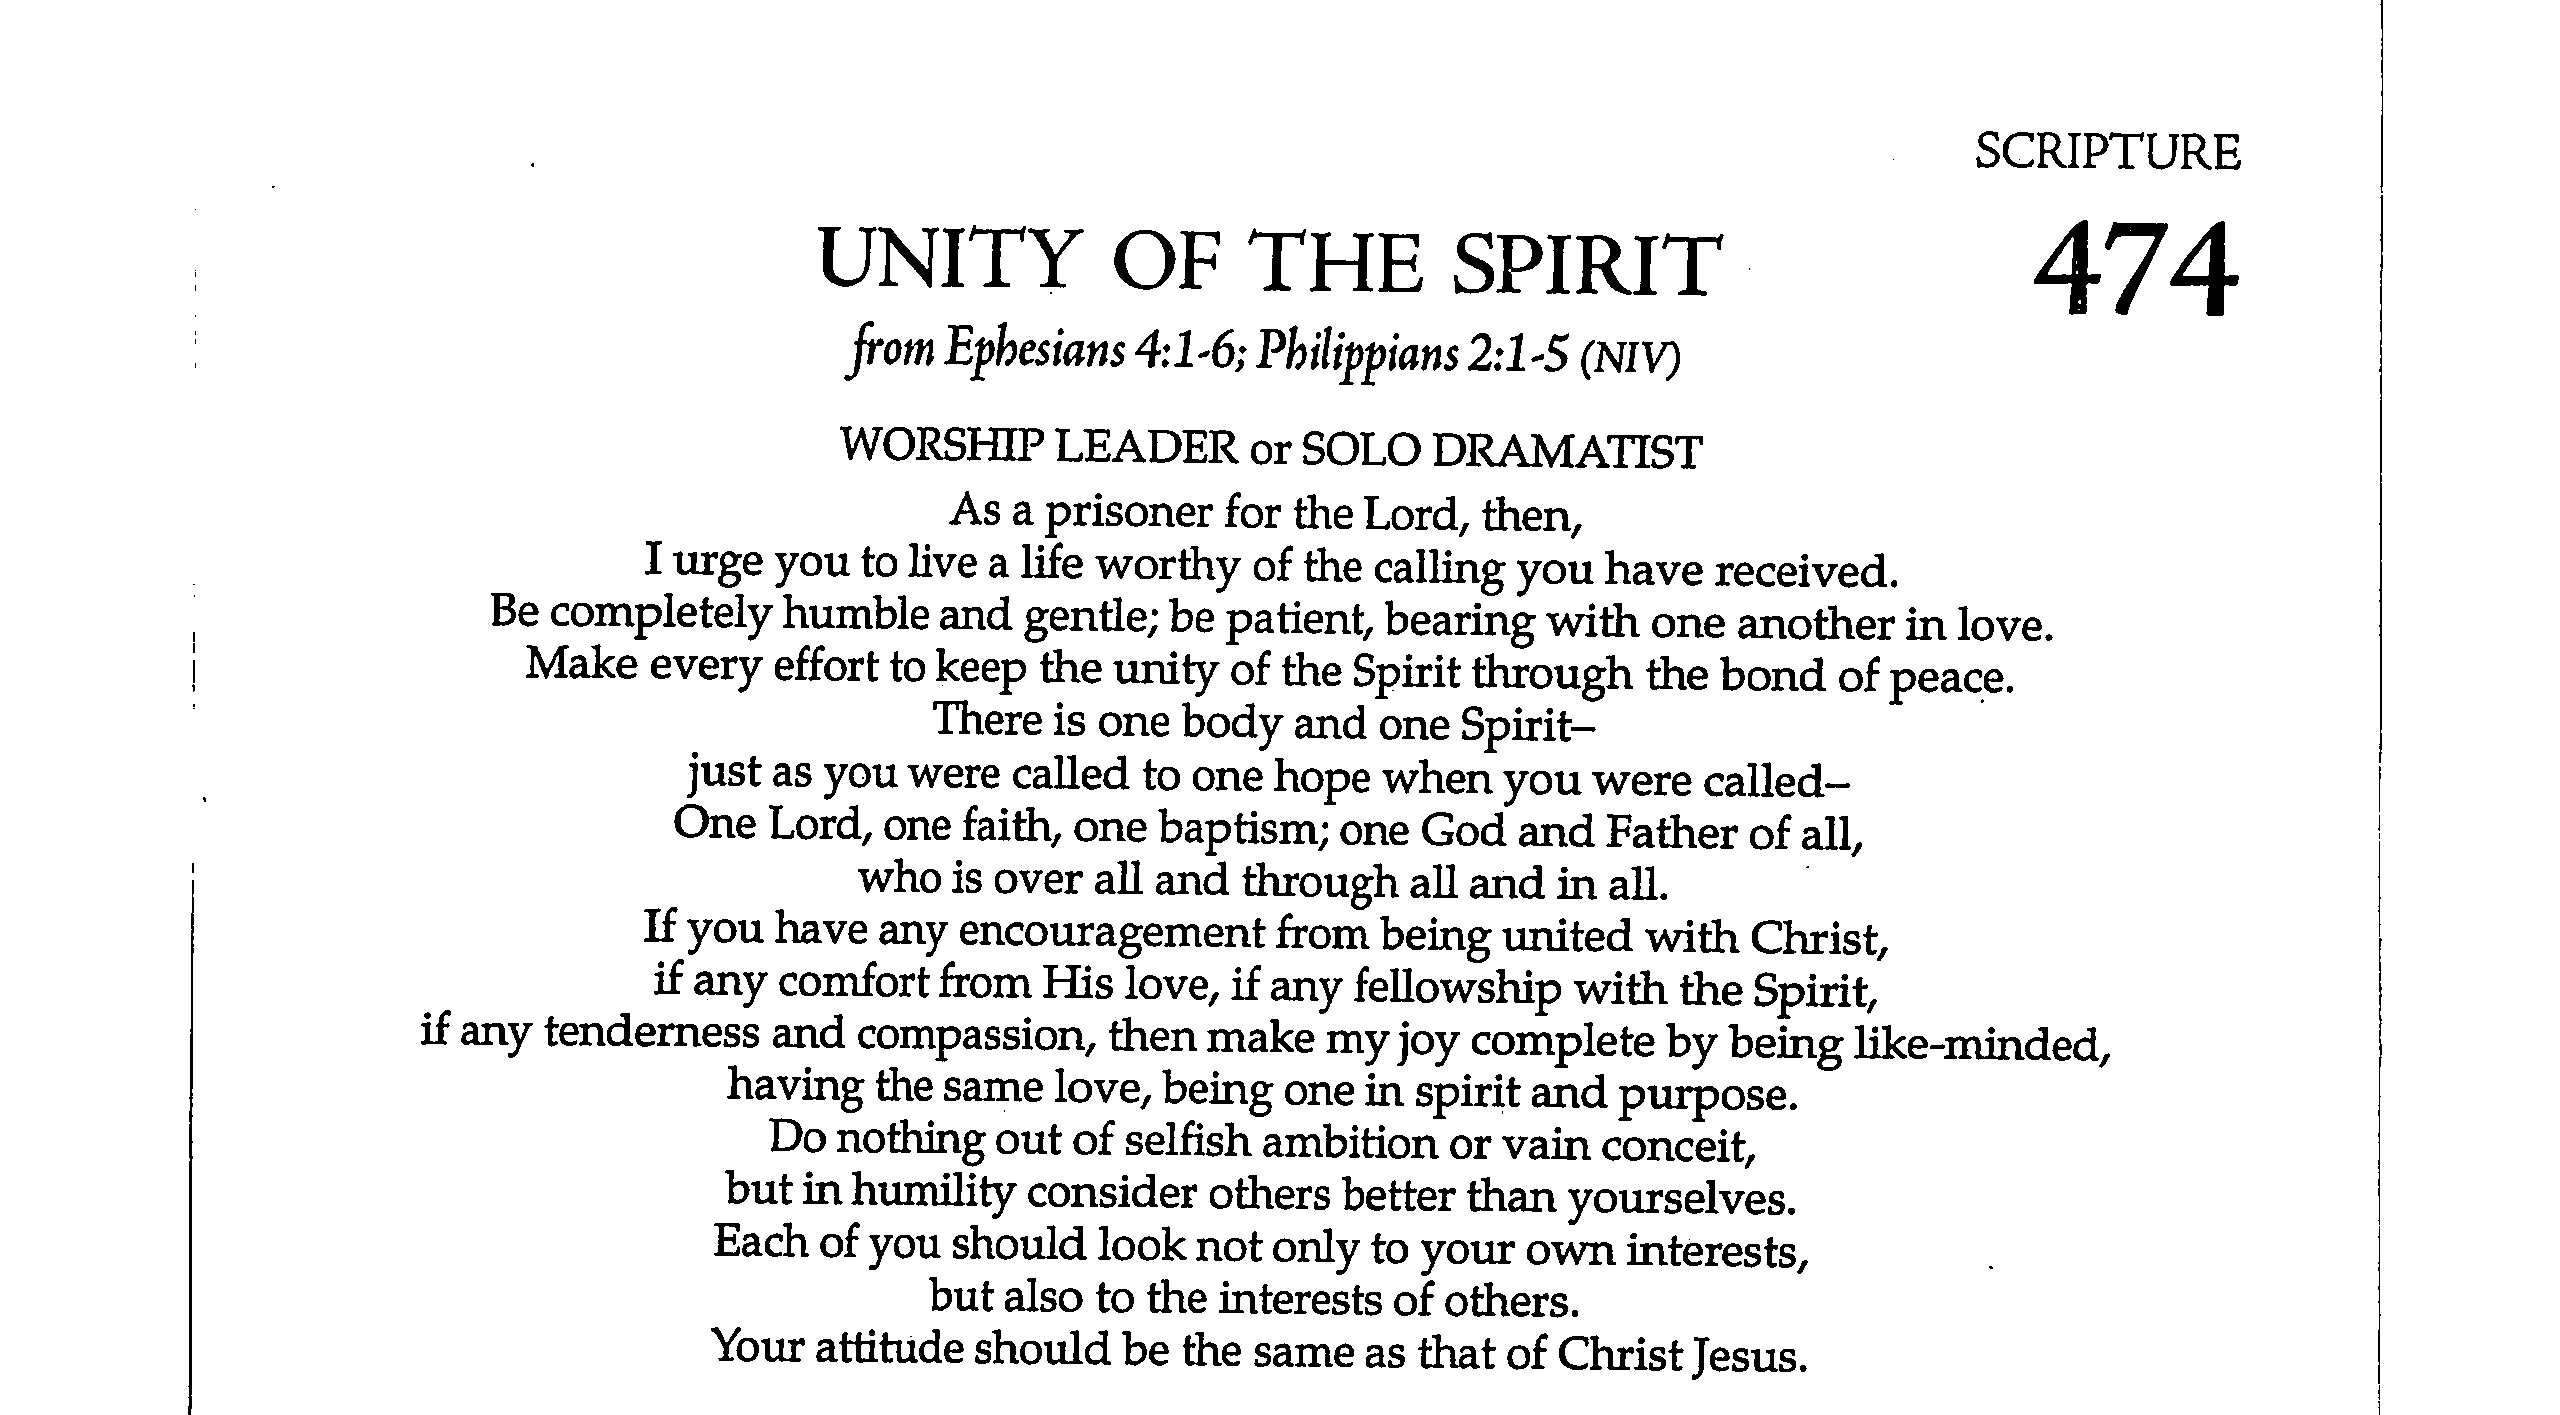 SCRIPTURE
UNITY OF THE SPIRIT
474
from Ephesians 4:1-6; Philippians 2:1-5 (NIV)
WORSHIP LEADER or SOLO DRAMATIST
As a prisoner for the Lord, then,
I urge you to live a life worthy of the calling you have received.
Be completely humble and gentle; be patient, bearing with one another in love.
Make every effort to keep the unity of the Spirit through the bond of peace.
There is one body and one Spirit–
just as you were called to one hope when you were called–
One Lord, one faith, one baptism; one God and Father of all,
who is over all and through all and in all.
If you have any encouragement from being united with Christ,
if any comfort from His love, if any fellowship with the Spirit,
if any tenderness and compassion, then make my joy complete by being like-minded,
having the same love, being one in spirit and purpose.
Do nothing out of selfish ambition or vain conceit,
but in humility consider others better than yourselves.
Each of you should look not only to your own interests,
but also to the interests of others.
Your attitude should be the same as that of Christ Jesus.